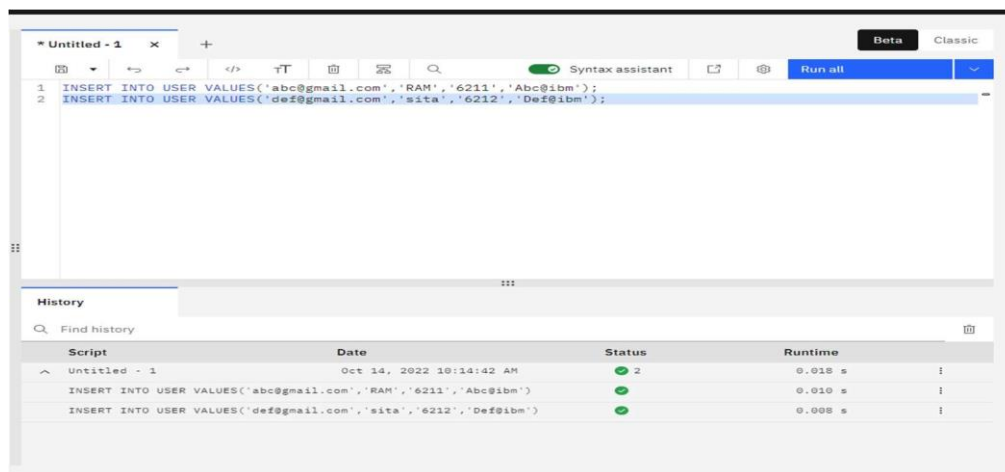 * Untitled - 1 × +
Beta Classic
Syntax assistant Run all
1 INSERT INTO USER VALUES('abc@gmail.com','RAM','6211','Abc@ibm');
2 INSERT INTO USER VALUES('def@gmail.com','sita','6212','Def@ibm');
History
Find history
Script Date Status Runtime
Untitled - 1 Oct 14, 2022 10:14:42 AM 2 0.018 s
INSERT INTO USER VALUES('abc@gmail.com','RAM','6211','Abc@ibm') 0.010 s
INSERT INTO USER VALUES('def@gmail.com','sita','6212','Def@ibm') 0.008 s